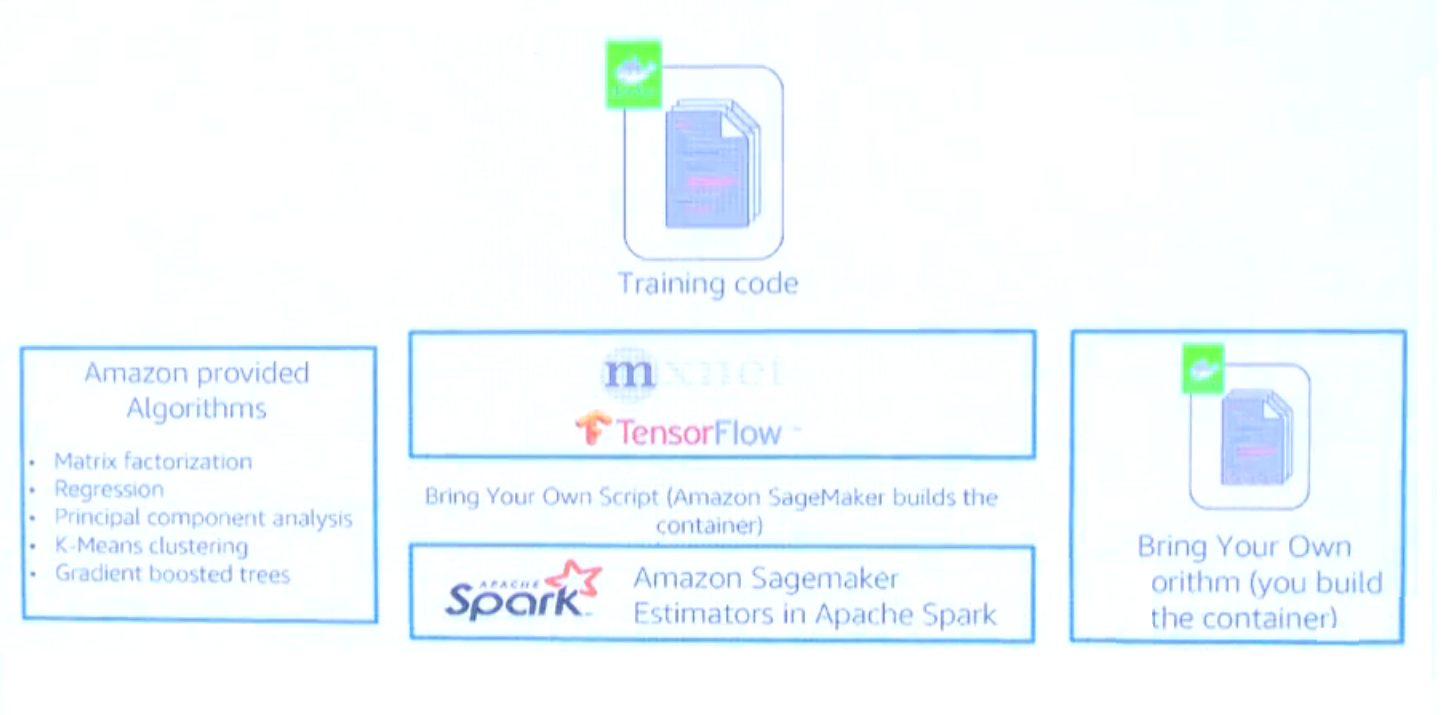 Training code
Amazon provided
Algorithms
• Matrix factorization
• Regression
• Principal component analysis
• K-Means clustering
• Gradient boosted trees
mxnet
TensorFlow
Bring Your Own Script (Amazon SageMaker builds the
container)
APACHE
Spark
Amazon Sagemaker
Estimators in Apache Spark
Bring Your Own
orithm (you build
the container)